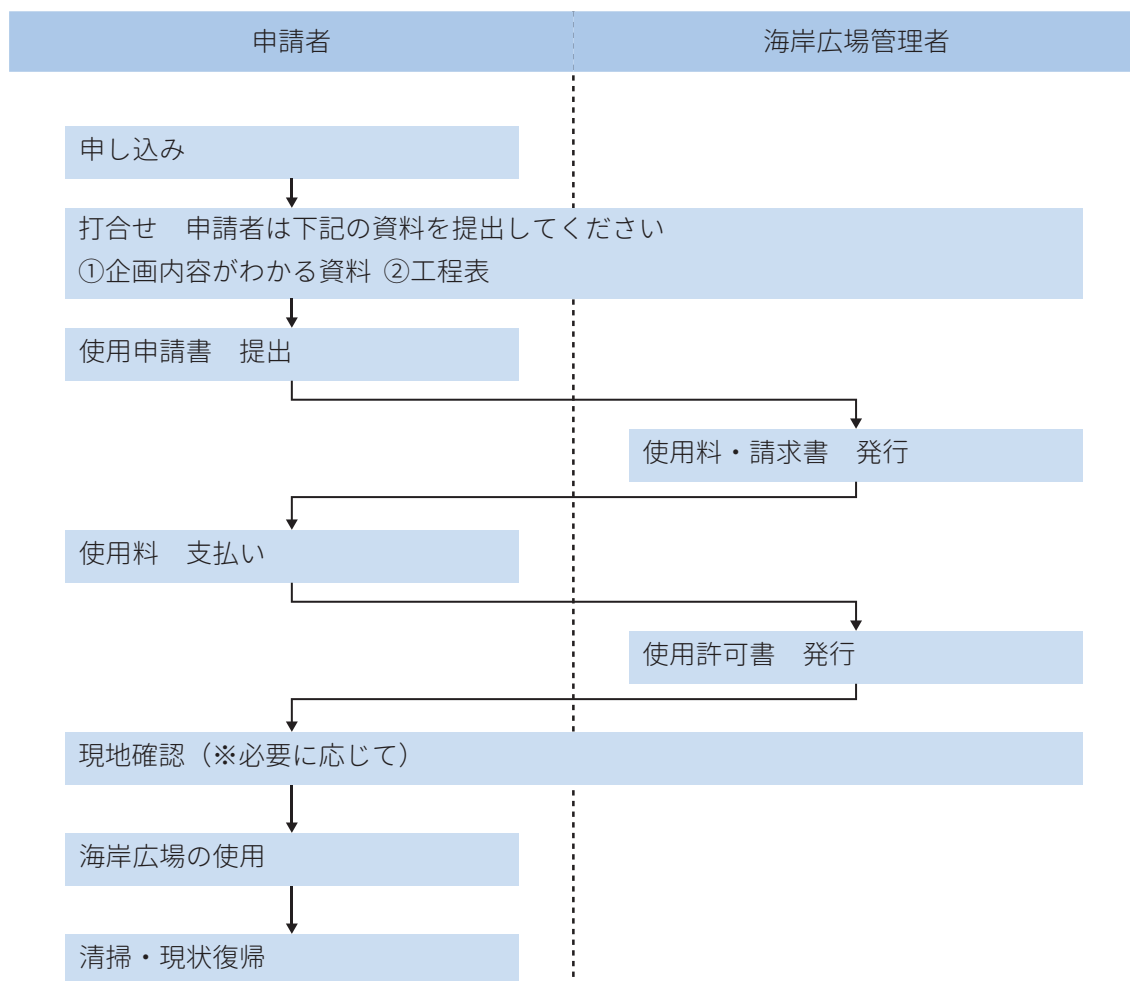 申請者
海岸広場管理者
申し込み
打合せ　申請者は下記の資料を提出してください
①企画内容がわかる資料 ②工程表
使用申請書　提出
使用料・請求書　発行
使用料　支払い
使用許可書　発行
現地確認（※必要に応じて）
海岸広場の使用
清掃・現状復帰